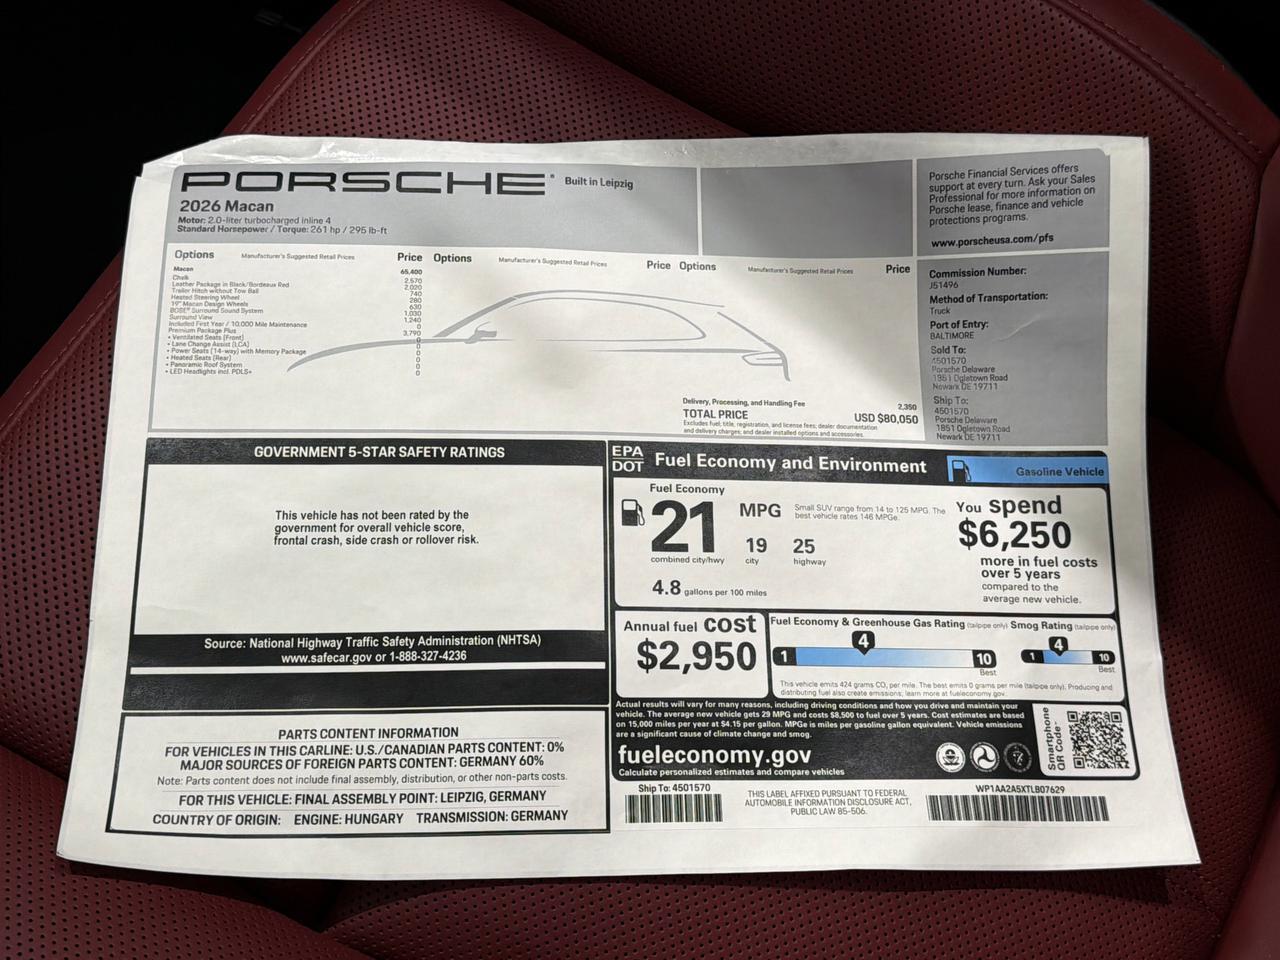 PORSCHE® Built in Leipzig
2026 Macan
Motor: 2.0-liter turbocharged inline 4
Standard Horsepower / Torque: 261 hp / 295 lb-ft
Porsche Financial Services offers
support at every turn. Ask your Sales
Professional for more information on
Porsche lease, finance and vehicle
protections programs.
www.porscheusa.com/pfs
Options Manufacturer's Suggested Retail Prices Price
Options Manufacturer's Suggested Retail Prices Price
Options Manufacturer's Suggested Retail Prices Price
Macan 65,400
Chalk 2,570
Leather Package in Black/Bordeaux Red 2,020
Trailer Hitch without Tow Ball 740
Heated Steering Wheel 280
19" Macan Design Wheels 630
BOSE® Surround Sound System 1,030
Surround View 1,240
Included First Year / 10,000 Mile Maintenance 0
Premium Package Plus 3,790
• Ventilated Seats (Front) 0
• Lane Change Assist (LCA) 0
• Power Seats (14-way) with Memory Package 0
• Heated Seats (Rear) 0
• Panoramic Roof System 0
• LED Headlights incl. PDLS+ 0
Delivery, Processing, and Handling Fee 2,350
TOTAL PRICE USD $80,050
Excludes fuel, title, registration, and license fees; dealer documentation
and delivery charges; and dealer installed options and accessories.
Commission Number:
J51496
Method of Transportation:
Truck
Port of Entry:
BALTIMORE
Sold To:
4501570
Porsche Delaware
1851 Ogletown Road
Newark DE 19711
Ship To:
4501570
Porsche Delaware
1851 Ogletown Road
Newark DE 19711
GOVERNMENT 5-STAR SAFETY RATINGS
This vehicle has not been rated by the
government for overall vehicle score,
frontal crash, side crash or rollover risk.
Source: National Highway Traffic Safety Administration (NHTSA)
www.safecar.gov or 1-888-327-4236
PARTS CONTENT INFORMATION
FOR VEHICLES IN THIS CARLINE: U.S./CANADIAN PARTS CONTENT: 0%
MAJOR SOURCES OF FOREIGN PARTS CONTENT: GERMANY 60%
Note: Parts content does not include final assembly, distribution, or other non-parts costs.
FOR THIS VEHICLE: FINAL ASSEMBLY POINT: LEIPZIG, GERMANY
COUNTRY OF ORIGIN: ENGINE: HUNGARY TRANSMISSION: GERMANY
EPA
DOT
Fuel Economy and Environment
Gasoline Vehicle
Fuel Economy
21 MPG
Small SUV range from 14 to 125 MPG. The
best vehicle rates 146 MPGe.
19 25
combined city/hwy city highway
4.8 gallons per 100 miles
You spend
$6,250
more in fuel costs
over 5 years
compared to the
average new vehicle.
Annual fuel cost
$2,950
Fuel Economy & Greenhouse Gas Rating (tailpipe only)
4
1 10
Best
Smog Rating (tailpipe only)
4
1 10
Best
This vehicle emits 424 grams CO₂ per mile. The best emits 0 grams per mile (tailpipe only). Producing and
distributing fuel also create emissions; learn more at fueleconomy.gov.
Actual results will vary for many reasons, including driving conditions and how you drive and maintain your
vehicle. The average new vehicle gets 29 MPG and costs $8,500 to fuel over 5 years. Cost estimates are based
on 15,000 miles per year at $4.15 per gallon. MPGe is miles per gasoline gallon equivalent. Vehicle emissions
are a significant cause of climate change and smog.
fueleconomy.gov
Calculate personalized estimates and compare vehicles
Smartphone
QR Code™
Ship To: 4501570
THIS LABEL AFFIXED PURSUANT TO FEDERAL
AUTOMOBILE INFORMATION DISCLOSURE ACT,
PUBLIC LAW 85-506.
WP1AA2A5XTLB07629